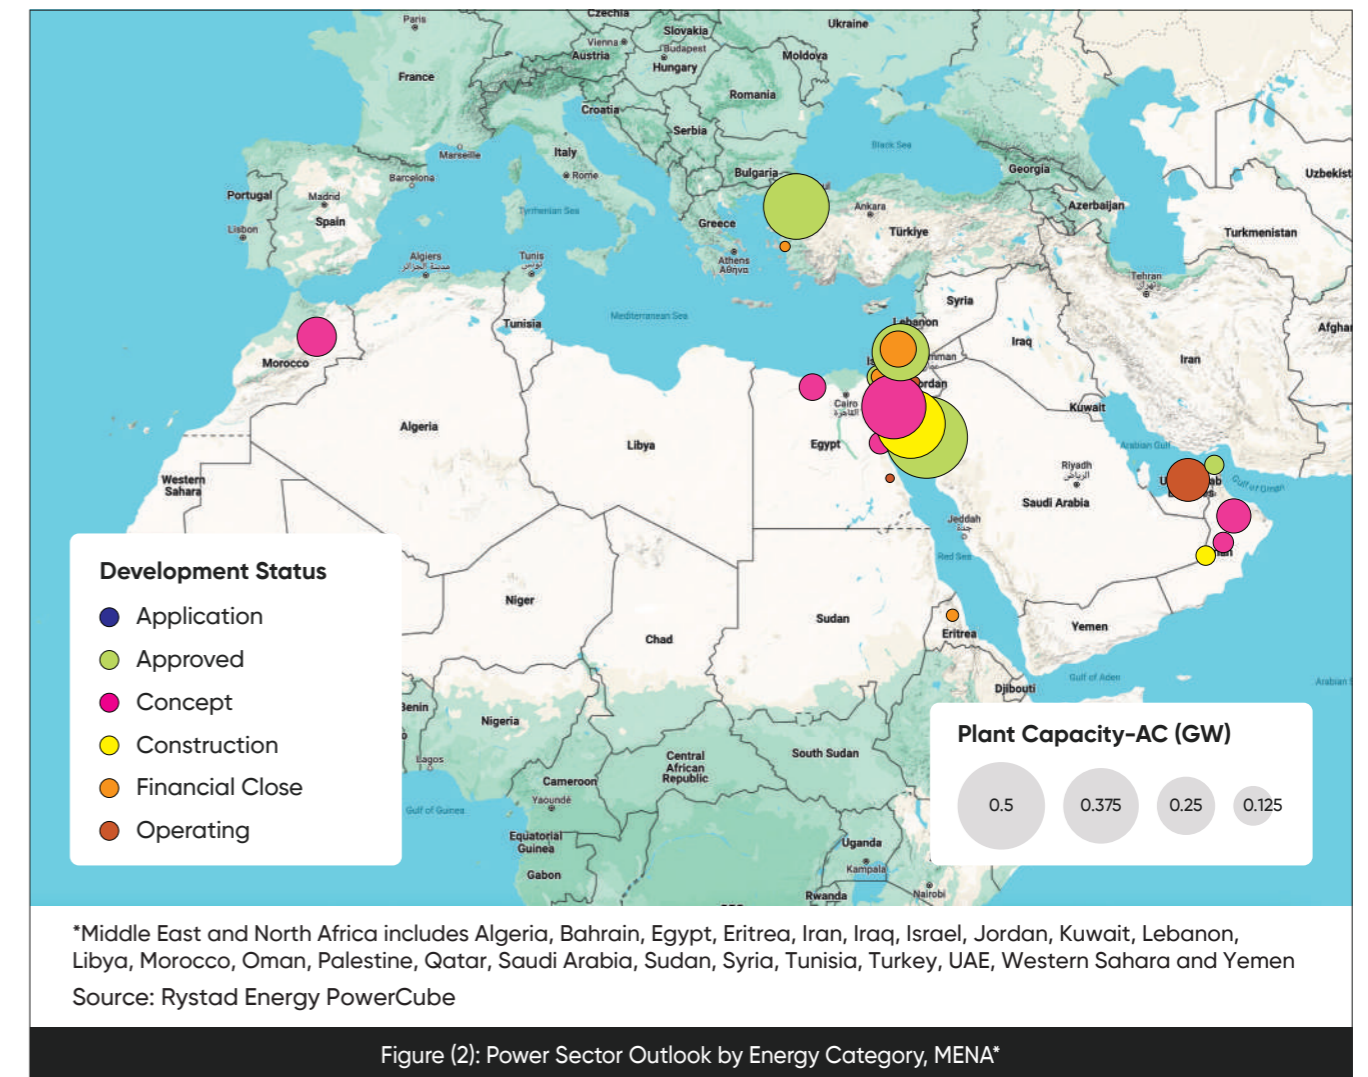 Paris
Czechia
Ukraine
Slovakia
Vienna
Budapest
Austria
Hungary
Moldova
France
Romania
Croatia
Serbia
Black Sea
Italy
Marseille
Georgia
Barcelona
Rome
Bulgaria
Portugal
Madrid
Spain
Tyrrhenian Sea
Ankara
Azerbaijan
Lisbon
Greece
Türkiye
Turkmenistan
Algiers
مدينة الجزائر
Tunis
تونس
Athens
Αθήνα
Tehran
تهران
Syria
Tunisia
Mediterranean Sea
Lebanon
Iraq
Iran
Morocco
Cairo
القاهرة
Kuwait
Algeria
Libya
Egypt
Arabian Gulf
Riyadh
الرياض
Gulf of Oman
Western
Sahara
Saudi Arabia
Jeddah
جدة
Red Sea
Niger
Sudan
Chad
Eritrea
Yemen
Gulf of Aden
Djibouti
Nigeria
Lagos
Central
African
Republic
South Sudan
Cameroon
Yaoundé
Gulf of Guinea
Equatorial
Guinea
Gabon
Uganda
Kampala
Rwanda
Nairobi
Development Status
Application
Approved
Concept
Construction
Financial Close
Operating
Plant Capacity-AC (GW)
0.5 0.375 0.25 0.125
*Middle East and North Africa includes Algeria, Bahrain, Egypt, Eritrea, Iran, Iraq, Israel, Jordan, Kuwait, Lebanon,
Libya, Morocco, Oman, Palestine, Qatar, Saudi Arabia, Sudan, Syria, Tunisia, Turkey, UAE, Western Sahara and Yemen
Source: Rystad Energy PowerCube
Figure (2): Power Sector Outlook by Energy Category, MENA*